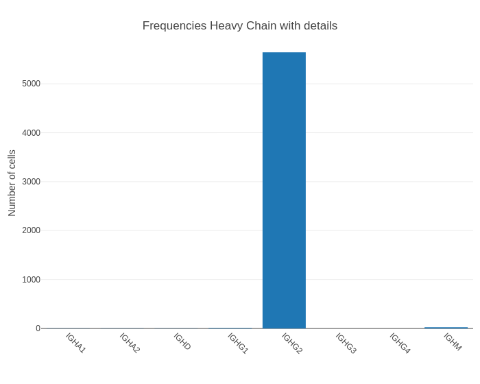 Frequencies Heavy Chain with details
Number of cells
5000
4000
3000
2000
1000
0
IGHA1
IGHA2
IGHD
IGHG1
IGHG2
IGHG3
IGHG4
IGHM